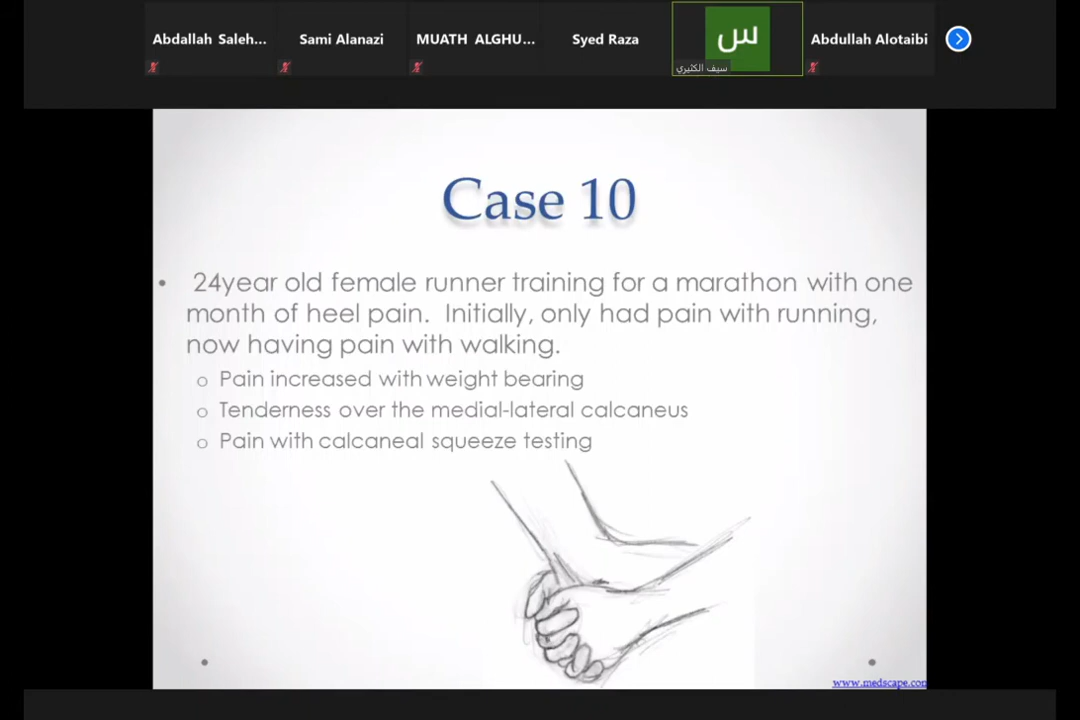 Abdallah Saleh...
Sami Alanazi
MUATH ALGHU...
Syed Raza
س
سيف الكثيري
Abdullah Alotaibi
Case 10
• 24year old female runner training for a marathon with one
month of heel pain. Initially, only had pain with running,
now having pain with walking.
o Pain increased with weight bearing
o Tenderness over the medial-lateral calcaneus
o Pain with calcaneal squeeze testing
www.medscape.com